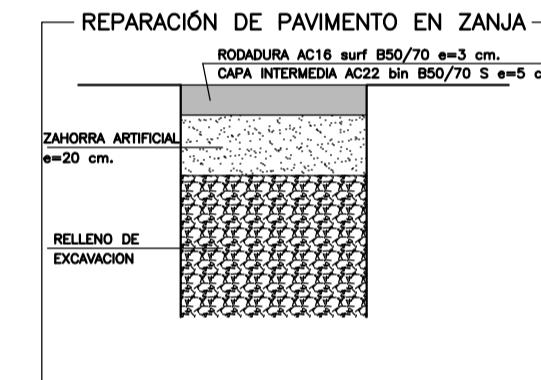 REPARACIÓN DE PAVIMENTO EN ZANJA
RODADURA AC16 surf B50/70 e=3 cm.
CAPA INTERMEDIA AC22 bin B50/70 S e=5 c
ZAHORRA ARTIFICIAL
e=20 cm.
RELLENO DE
EXCAVACION